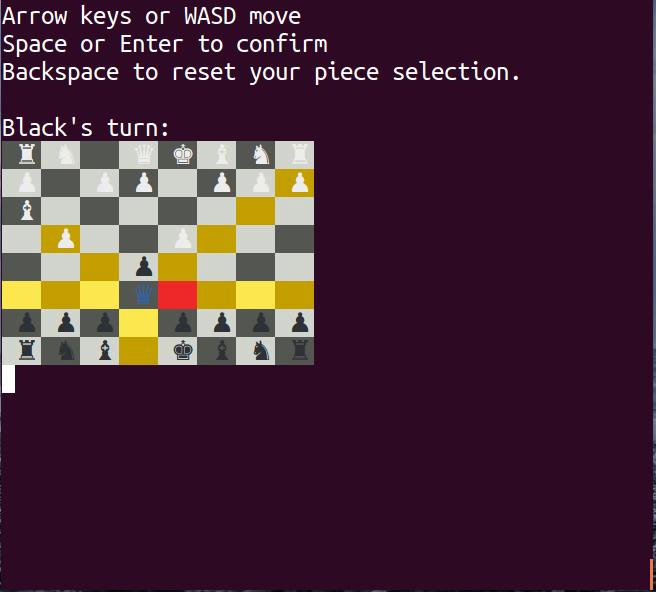 Arrow keys or WASD move
Space or Enter to confirm
Backspace to reset your piece selection.
Black's turn: